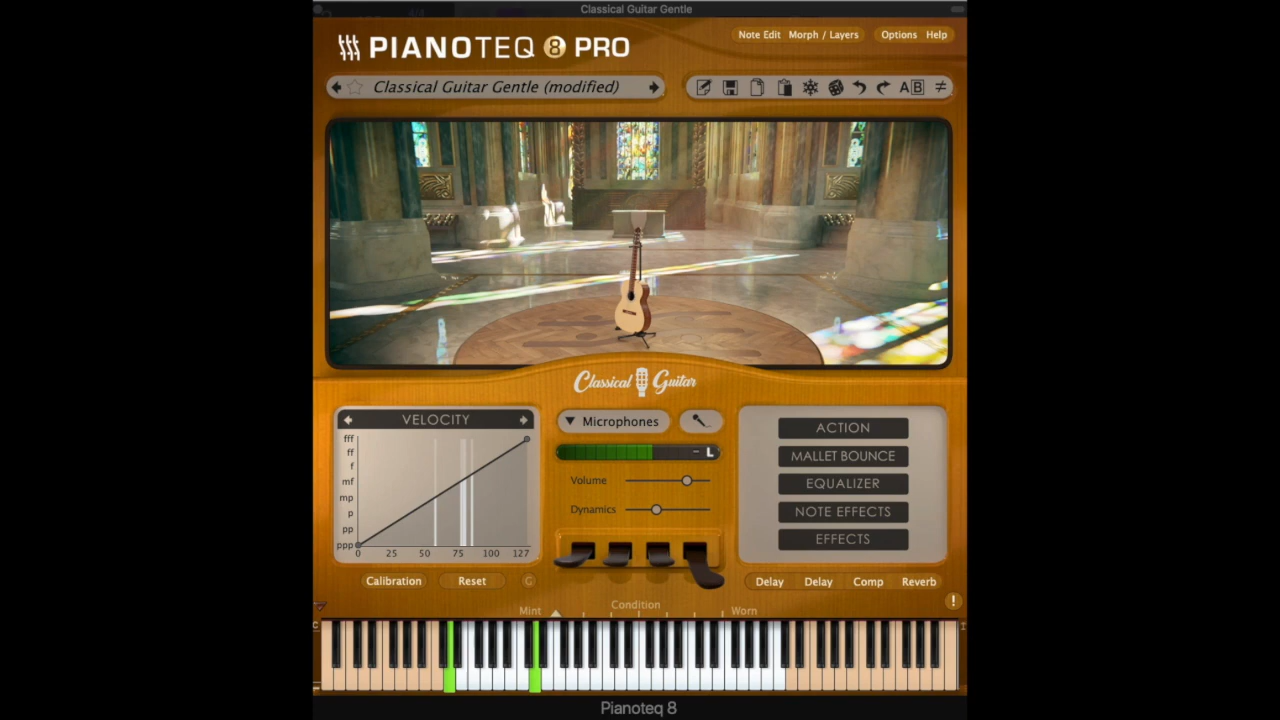 Classical Guitar Gentle
PIANOTEQ 8 PRO
Note Edit Morph / Layers Options Help
Classical Guitar Gentle (modified)
A B ≠
Classical Guitar
VELOCITY
fff
ff
f
mf
mp
p
pp
ppp
0 25 50 75 100 127
Calibration Reset G
Microphones
L
Volume
Dynamics
ACTION
MALLET BOUNCE
EQUALIZER
NOTE EFFECTS
EFFECTS
Delay Delay Comp Reverb
!
Condition
Mint Worn
C
Pianoteq 8